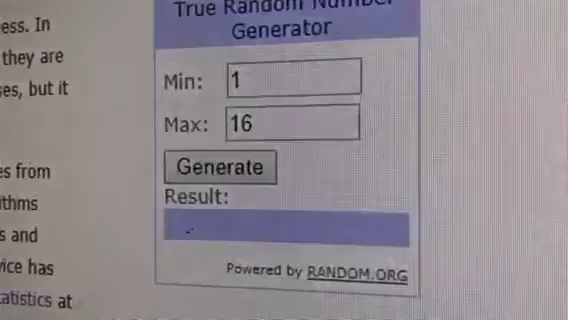 ess. In
they are
ses, but it
es from
ithms
s and
vice has
tatistics at
True Random Number
Generator
Min: 1
Max: 16
Generate
Result:
Powered by RANDOM.ORG